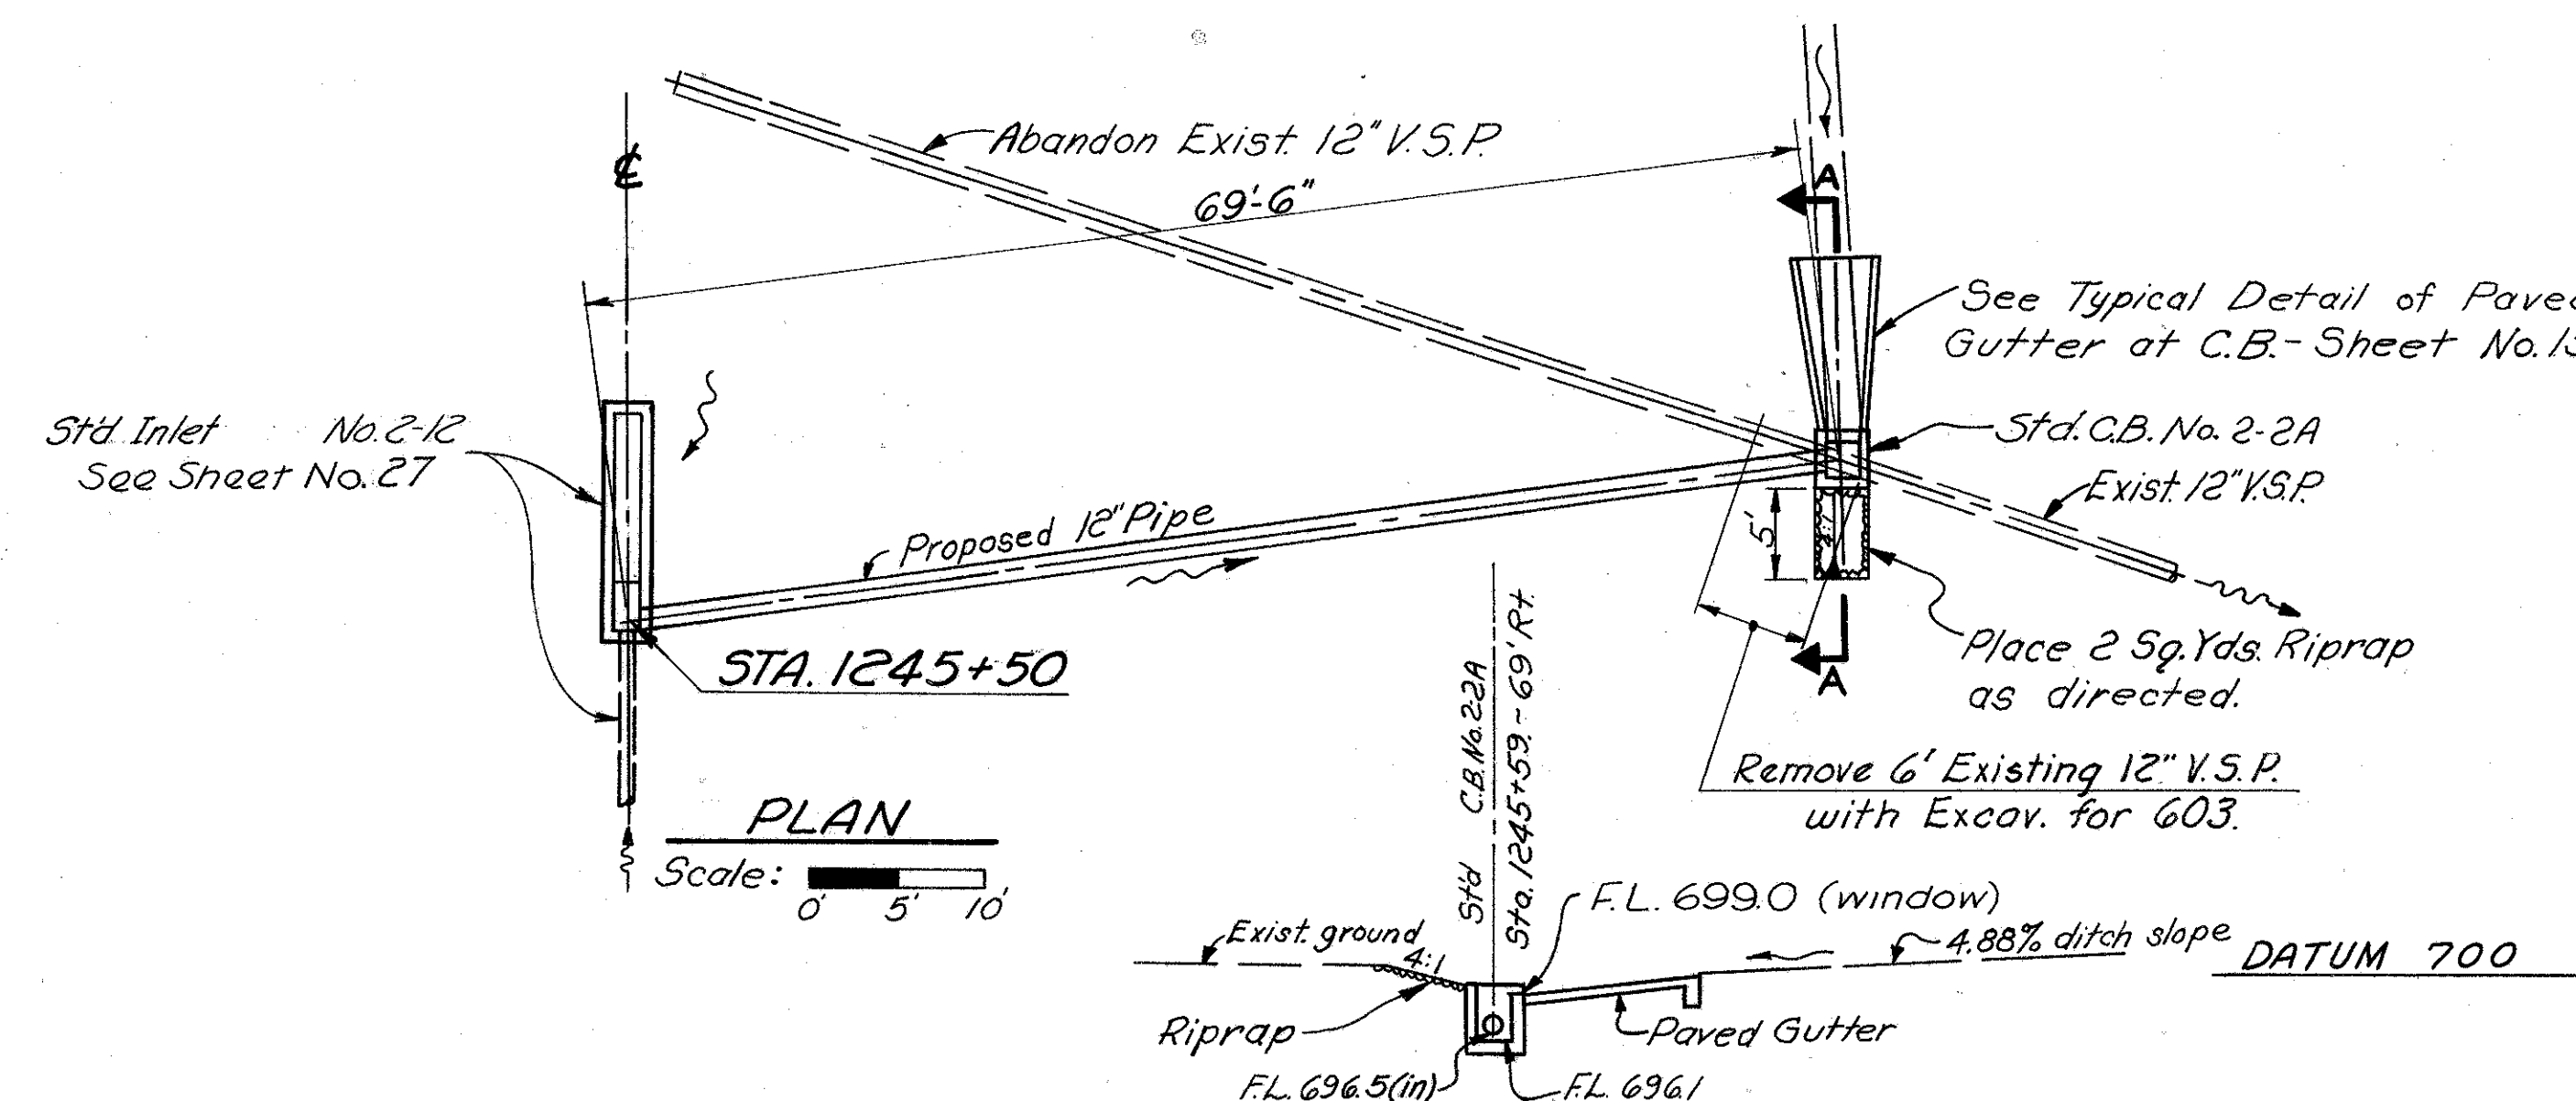 Abandon Exist. 12" V.S.P.
℄
69'-6"
A
See Typical Detail of Paved
Gutter at C.B.- Sheet No.
Std. Inlet No. 2-12
See Sheet No. 27
Std. C.B. No. 2-2A
Exist. 12" V.S.P.
Proposed 12" Pipe
5'
4:1
STA. 1245+50
Place 2 Sq. Yds. Riprap
as directed.
A
Std C.B. No. 2-2A
Sta. 1245+59 - 69' Rt.
Remove 6' Existing 12" V.S.P.
with Excav. for 603.
PLAN
Scale:
0' 5' 10'
F.L. 699.0 (window)
Exist. ground
4:1
4.88% ditch slope
DATUM 700
Riprap
Paved Gutter
F.L. 696.5 (in)
F.L. 696.1